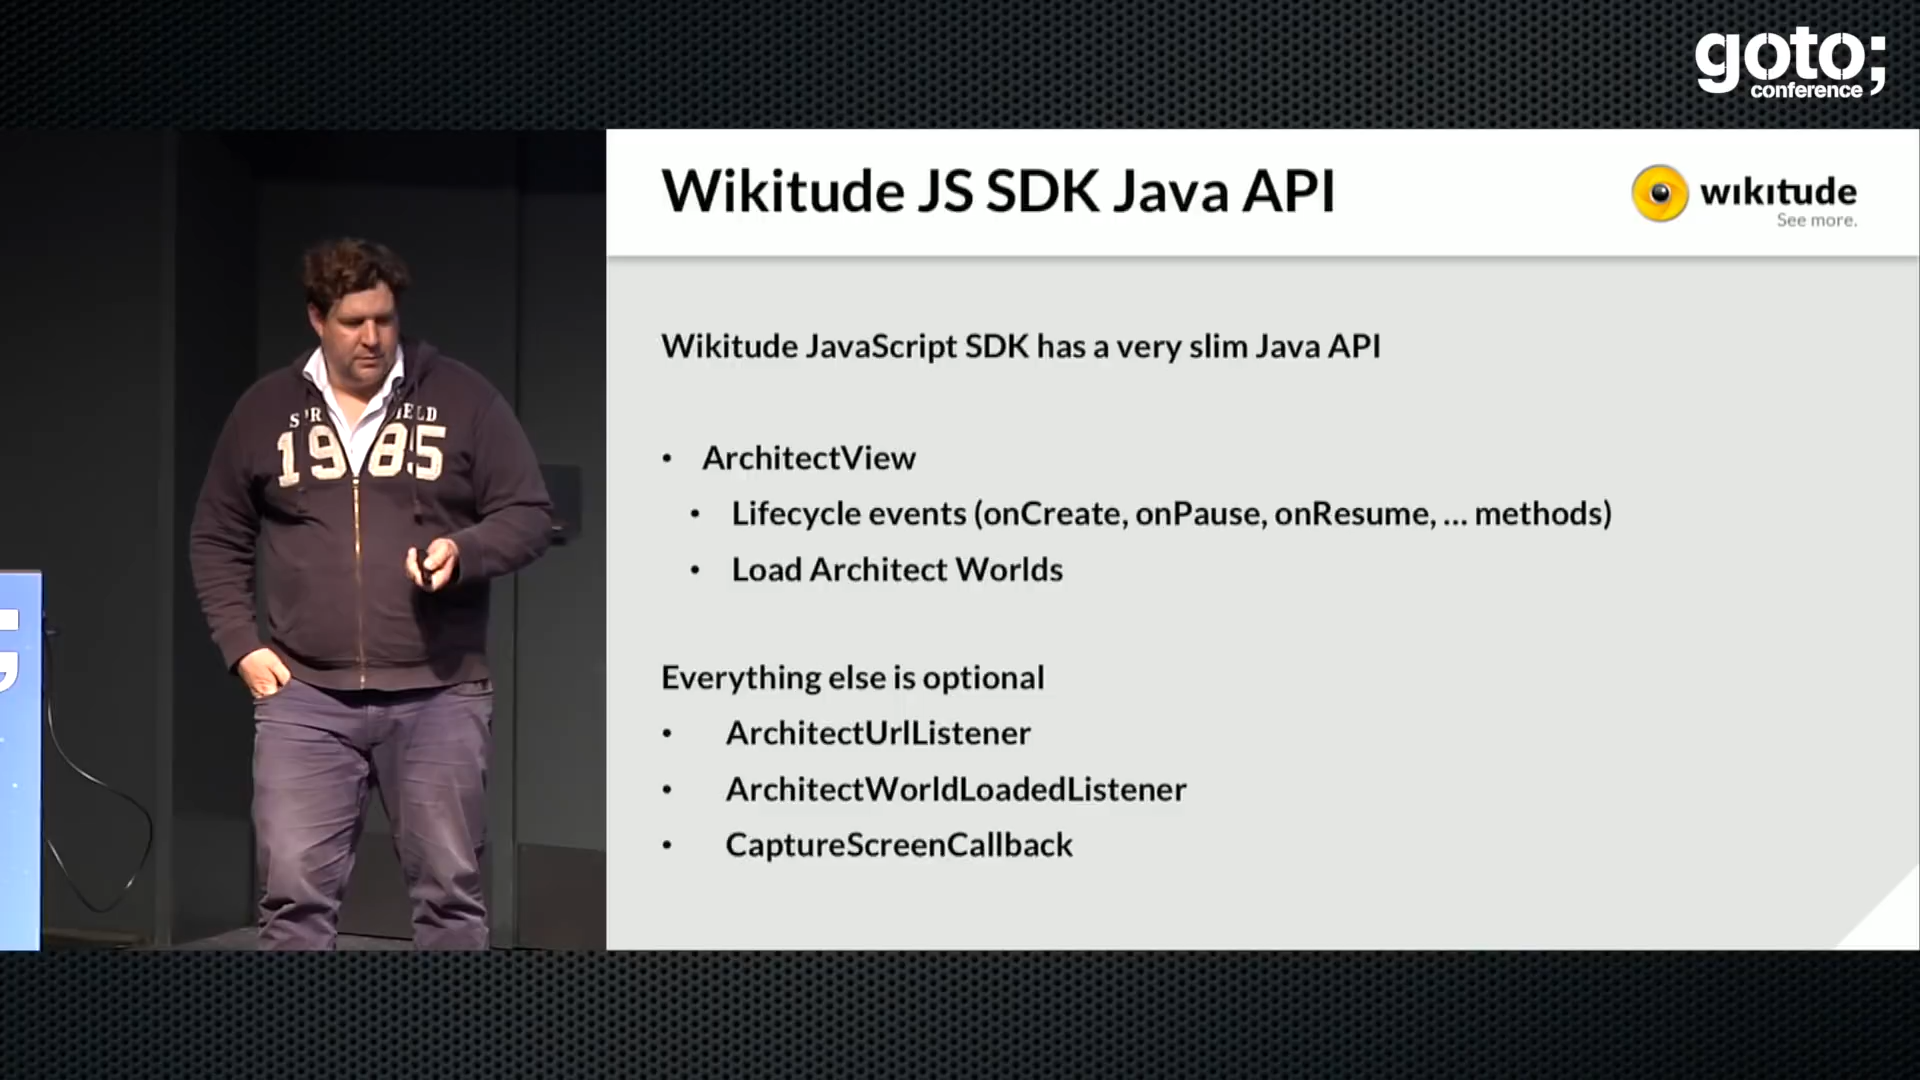 goto;
conference
Wikitude JS SDK Java API
wikitude
See more.
Wikitude JavaScript SDK has a very slim Java API
• ArchitectView
• Lifecycle events (onCreate, onPause, onResume, ... methods)
• Load Architect Worlds
Everything else is optional
• ArchitectUrlListener
• ArchitectWorldLoadedListener
• CaptureScreenCallback
1985